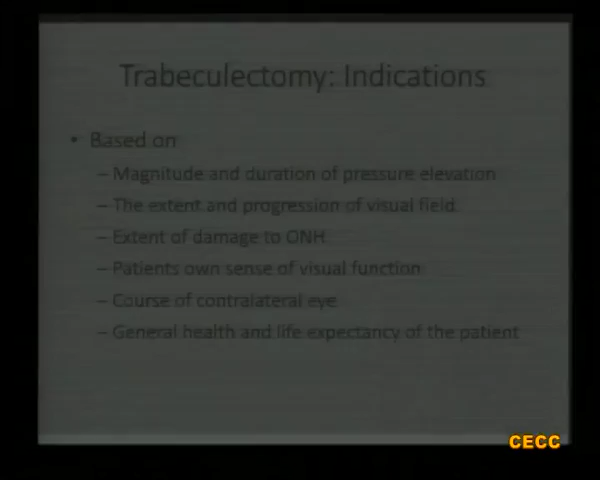 Trabeculectomy: Indications
• Based on
– Magnitude and duration of pressure elevation
– The extent and progression of visual field
– Extent of damage to ONH
– Patients own sense of visual function
– Course of contralateral eye
– General health and life expectancy of the patient
CECC